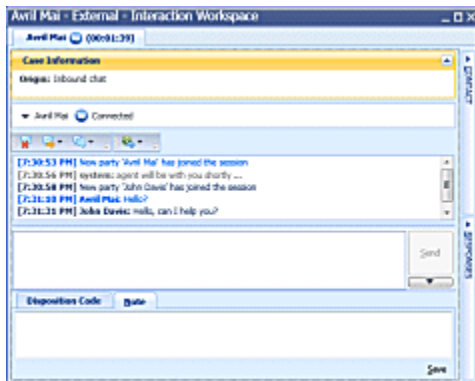 Avril Mai - External - Interaction Workspace
Avril Mai (00:01:39)
Case Information
Origin: Inbound chat
Avril Mai Connected
[7:30:53 PM] New party 'Avril Mai' has joined the session
[7:30:56 PM] system: agent will be with you shortly ...
[7:30:58 PM] New party 'John Davis' has joined the session
[7:31:10 PM] Avril Mai: Hello?
[7:31:31 PM] John Davis: Hello, can I help you?
Send
Disposition Code Note
Save
CONTACT
RESPONSES